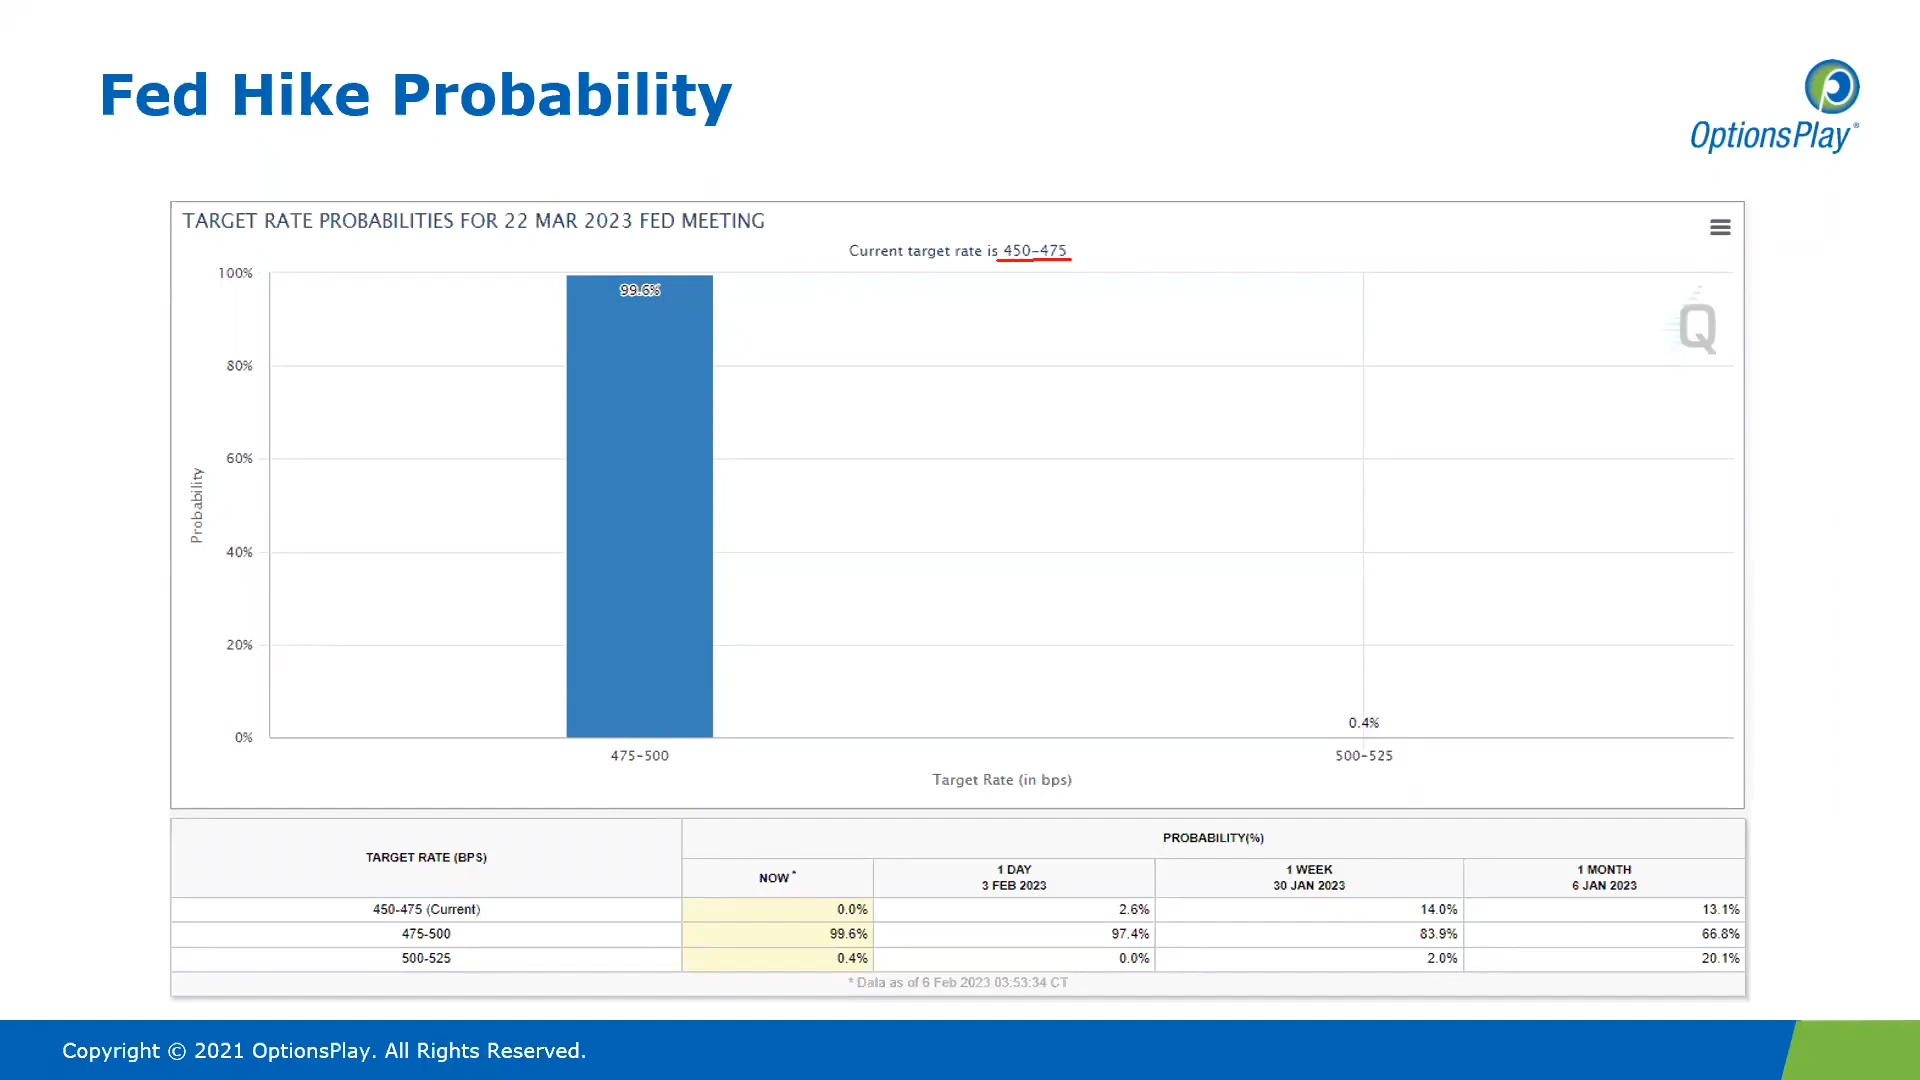 Fed Hike Probability
OptionsPlay®
TARGET RATE PROBABILITIES FOR 22 MAR 2023 FED MEETING
Current target rate is 450-475
100%
80%
60%
40%
20%
0%
Probability
99.6%
0.4%
Q
475-500
500-525
Target Rate (in bps)
TARGET RATE (BPS)
PROBABILITY(%)
NOW *
1 DAY
3 FEB 2023
1 WEEK
30 JAN 2023
1 MONTH
6 JAN 2023
450-475 (Current) 0.0% 2.6% 14.0% 13.1%
475-500 99.6% 97.4% 83.9% 66.8%
500-525 0.4% 0.0% 2.0% 20.1%
* Data as of 6 Feb 2023 03:53:34 CT
Copyright © 2021 OptionsPlay. All Rights Reserved.